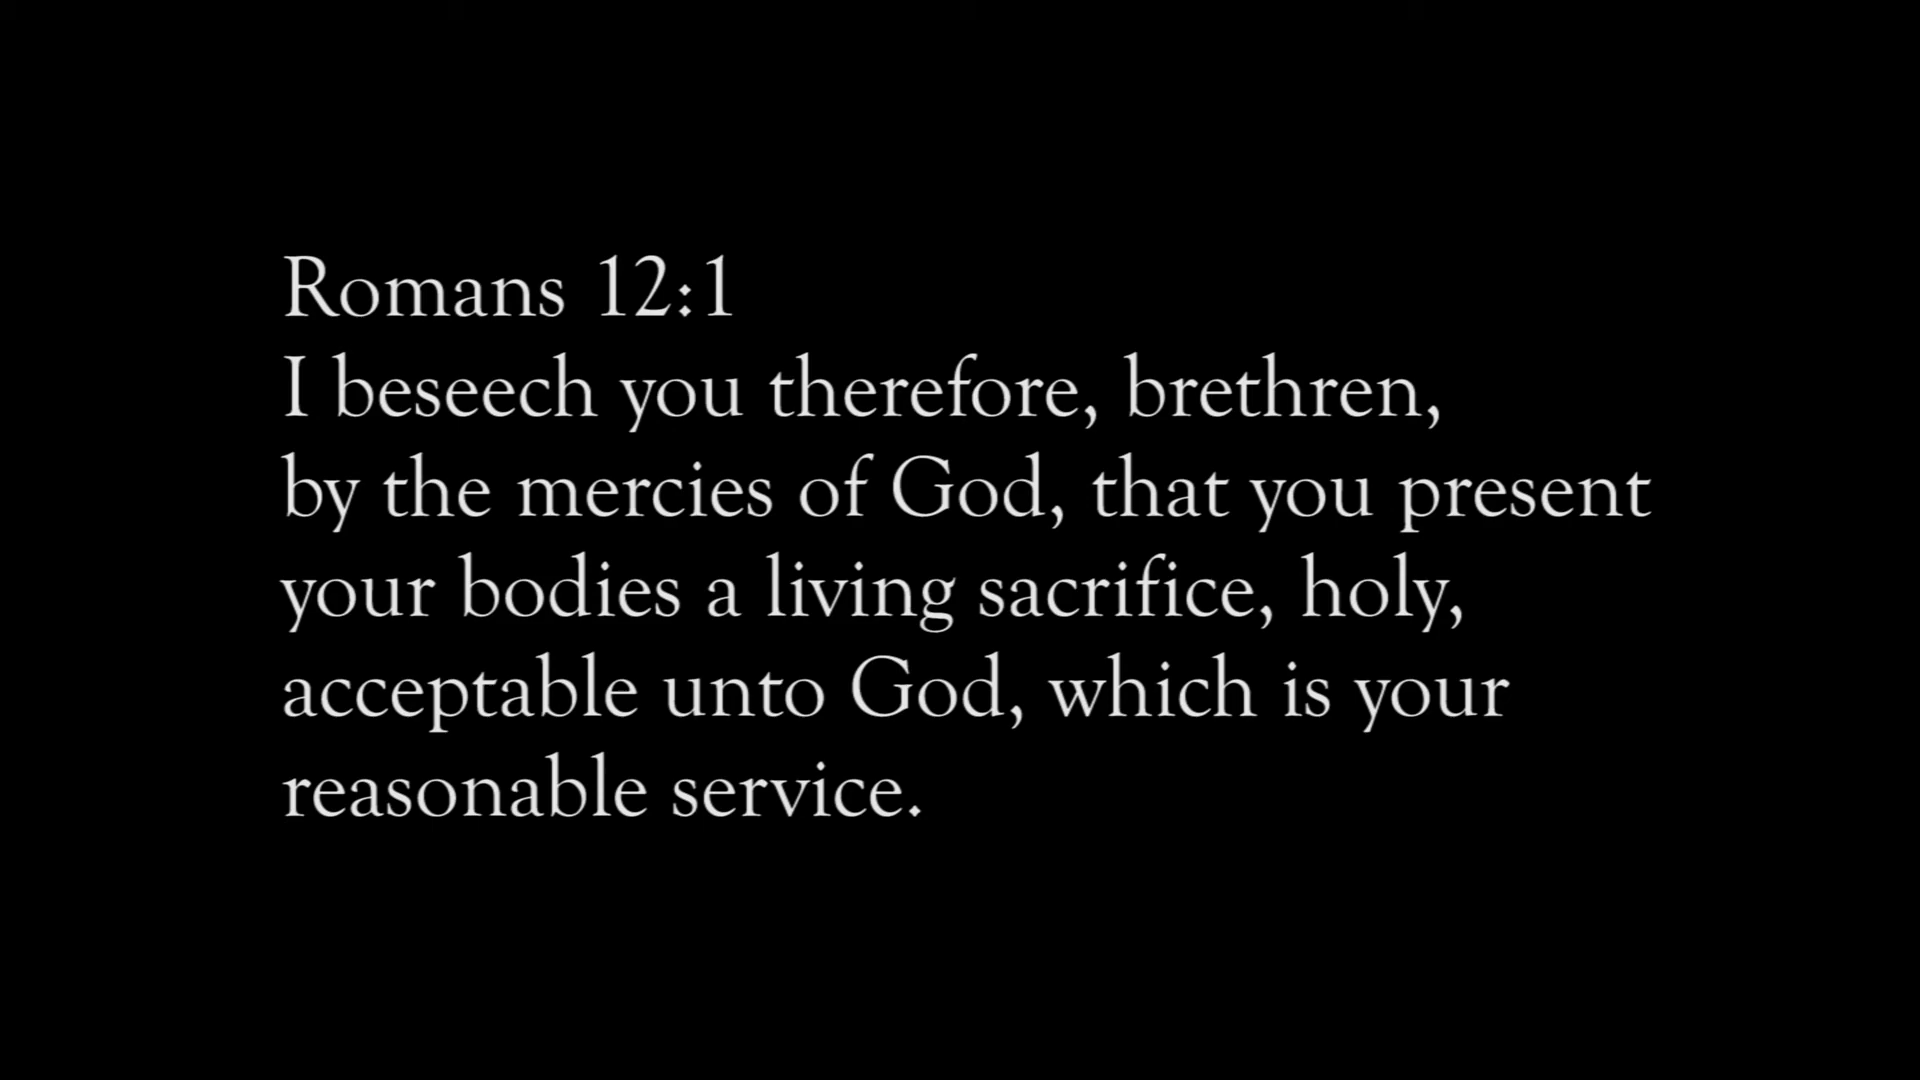 Romans 12:1
I beseech you therefore, brethren,
by the mercies of God, that you present
your bodies a living sacrifice, holy,
acceptable unto God, which is your
reasonable service.